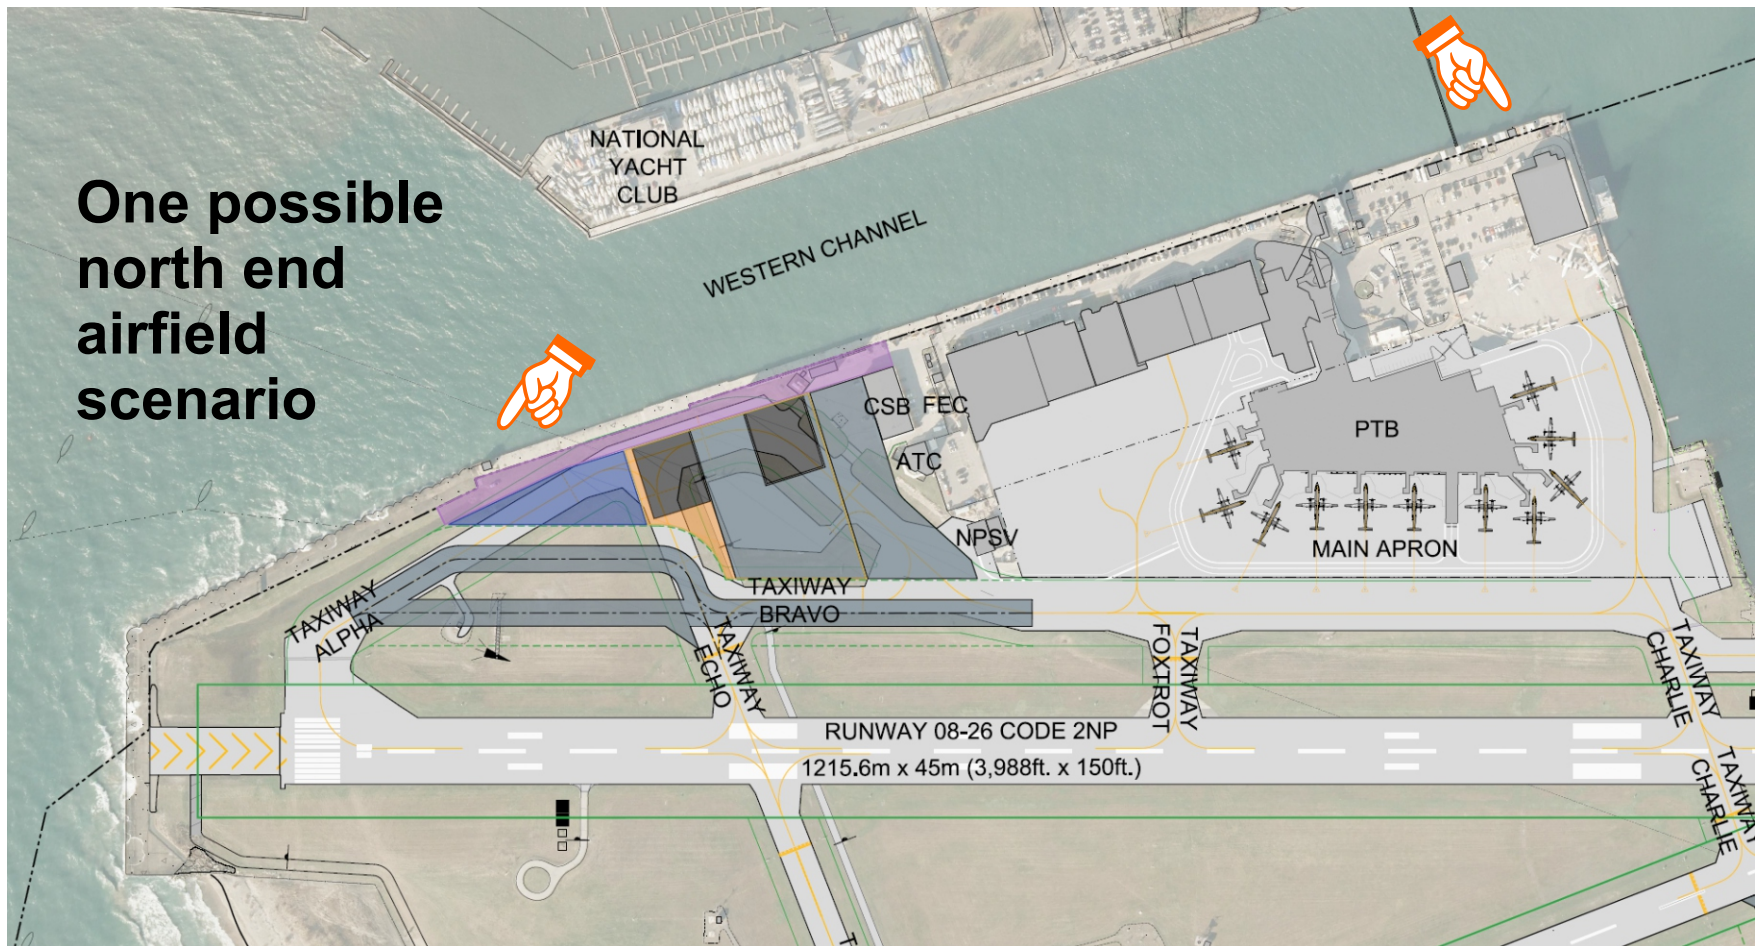 One possible
north end
airfield
scenario
NATIONAL
YACHT
CLUB
WESTERN CHANNEL
CSB
FEC
ATC
NPSV
PTB
MAIN APRON
TAXIWAY
ALPHA
TAXIWAY
BRAVO
TAXIWAY
ECHO
TAXIWAY
FOXTROT
TAXIWAY
CHARLIE
RUNWAY 08-26 CODE 2NP
1215.6m x 45m (3,988ft. x 150ft.)
TAXIWAY
CHARLIE
T